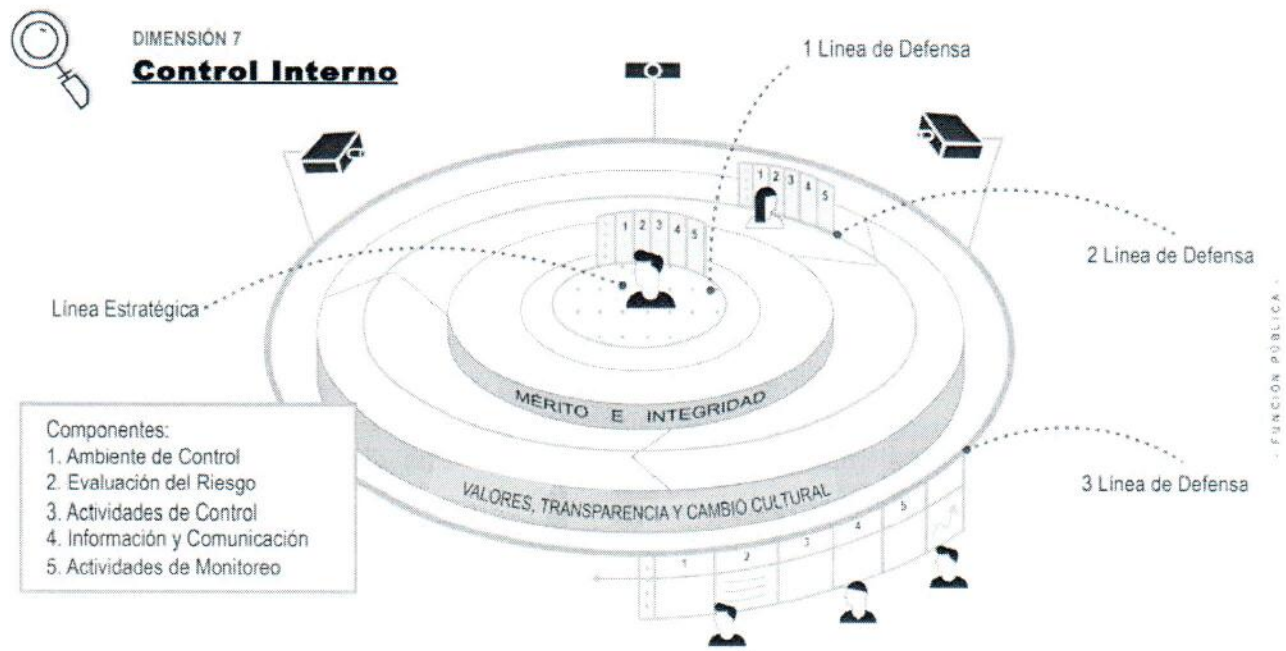 DIMENSIÓN 7
Control Interno
1 Linea de Defensa
1 2 3 4 5
1 2 3 4 5
2 Linea de Defensa
Línea Estratégica
- FUNCIÓN PÚBLICA -
MÉRITO E INTEGRIDAD
Componentes:
1. Ambiente de Control
2. Evaluación del Riesgo
3. Actividades de Control
4. Información y Comunicación
5. Actividades de Monitoreo
VALORES, TRANSPARENCIA Y CAMBIO CULTURAL
3 Linea de Defensa
1 2 3 4 5